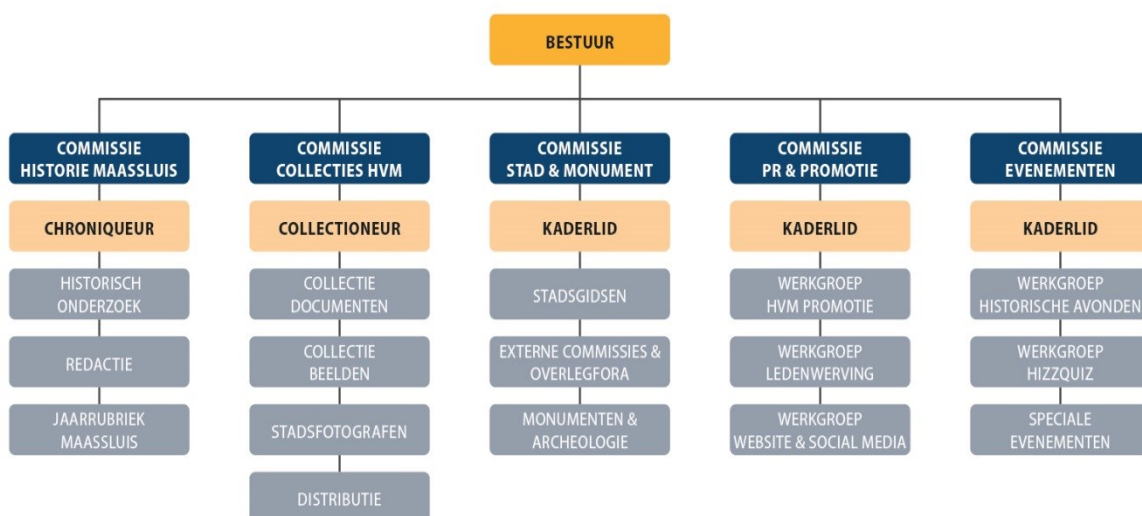 BESTUUR
COMMISSIE
HISTORIE MAASSLUIS
CHRONIQUEUR
HISTORISCH
ONDERZOEK
REDACTIE
JAARRUBRIEK
MAASSLUIS
COMMISSIE
COLLECTIES HVM
COLLECTIONEUR
COLLECTIE
DOCUMENTEN
COLLECTIE
BEELDEN
STADSFOTOGRAFEN
DISTRIBUTIE
COMMISSIE
STAD & MONUMENT
KADERLID
STADSGIDSEN
EXTERNE COMMISSIES &
OVERLEGFORA
MONUMENTEN &
ARCHEOLOGIE
COMMISSIE
PR & PROMOTIE
KADERLID
WERKGROEP
HVM PROMOTIE
WERKGROEP
LEDENWERVING
WERKGROEP
WEBSITE & SOCIAL MEDIA
COMMISSIE
EVENEMENTEN
KADERLID
WERKGROEP
HISTORISCHE AVONDEN
WERKGROEP
HIZZQUIZ
SPECIALE
EVENEMENTEN